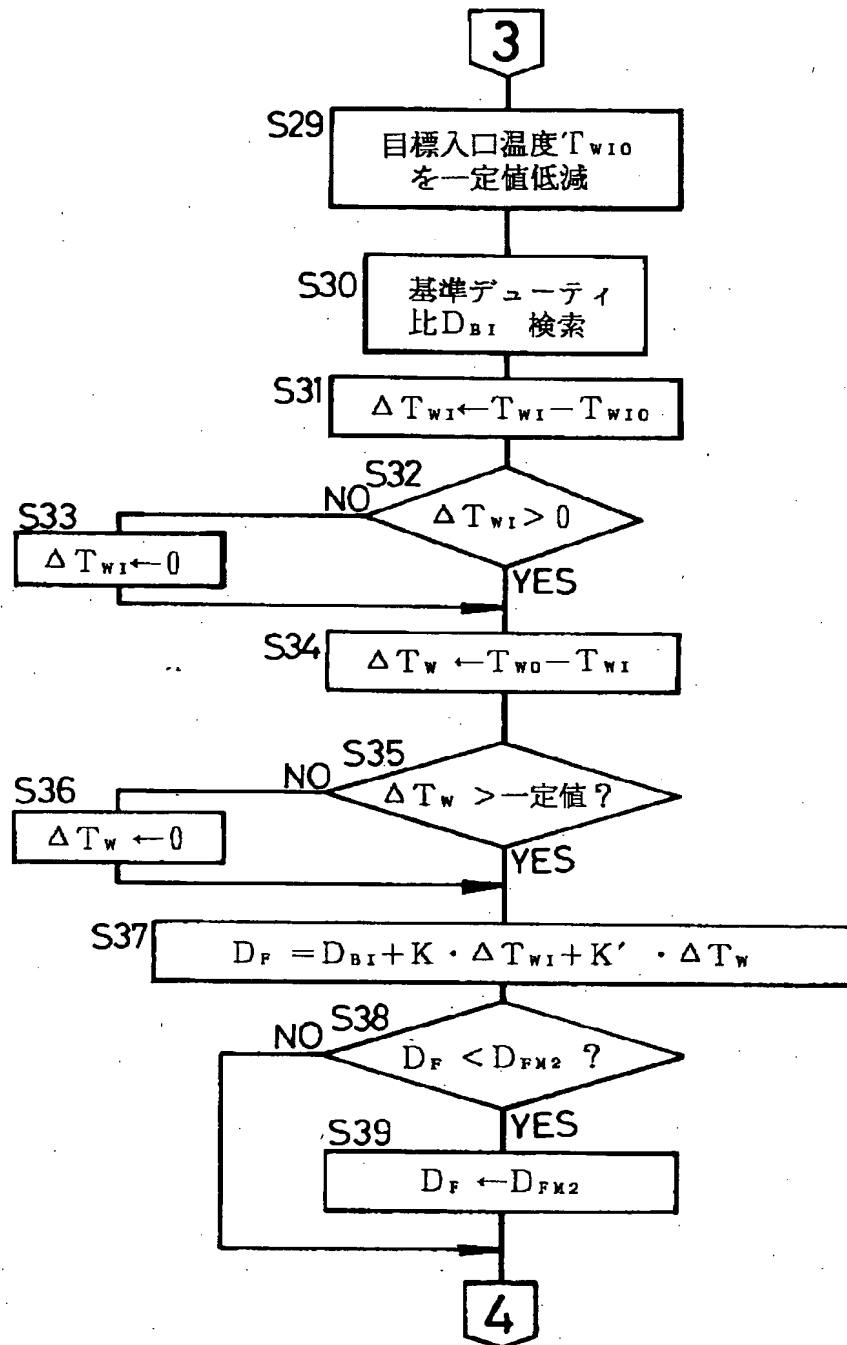 3
S29
目標入口温度TWIO
を一定値低減
S30
基準デューティ
比DBI 検索
S31
ΔTWI←TWI−TWIO
S32
NO
ΔTWI>0
S33
ΔTWI←0
YES
S34
ΔTW←TWO−TWI
S35
NO
ΔTW>一定値?
S36
ΔTW←0
YES
S37
DF=DBI+K・ΔTWI+K′・ΔTW
S38
NO
DF<DFM2 ?
YES
S39
DF←DFM2
4